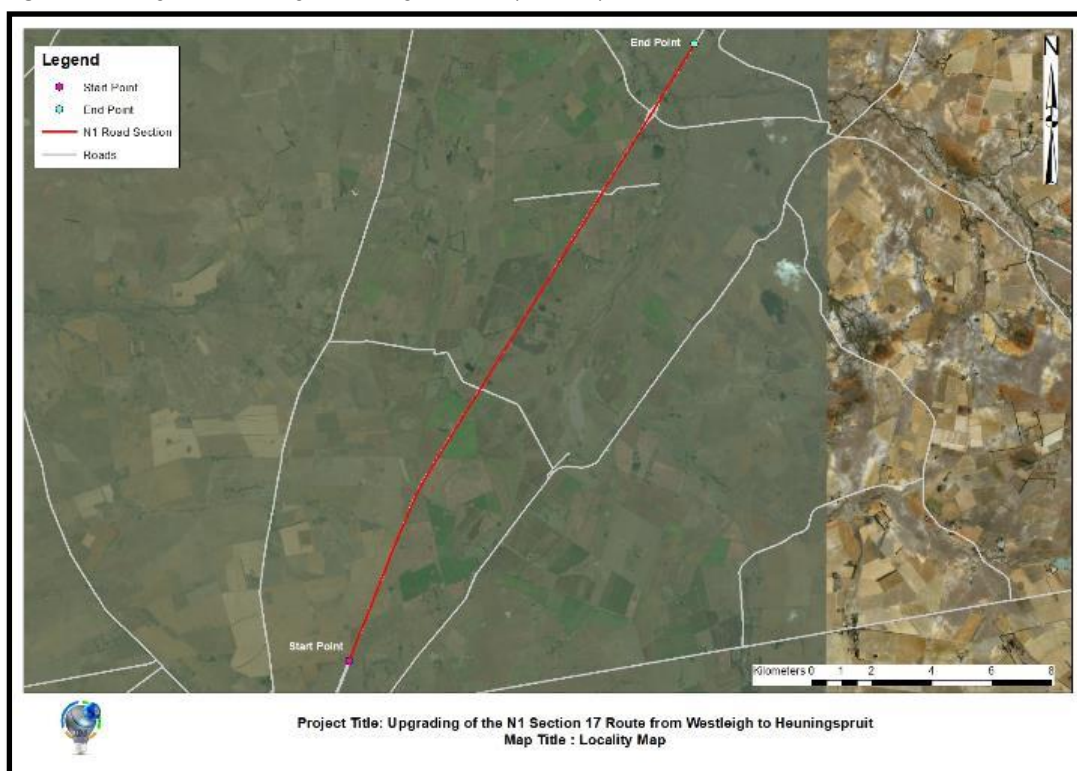 End Point
N
Legend
Start Point
End Point
N1 Road Section
Roads
Start Point
Kilometers 0 1 2 4 6 8
Project Title: Upgrading of the N1 Section 17 Route from Westleigh to Heuningspruit
Map Title : Locality Map